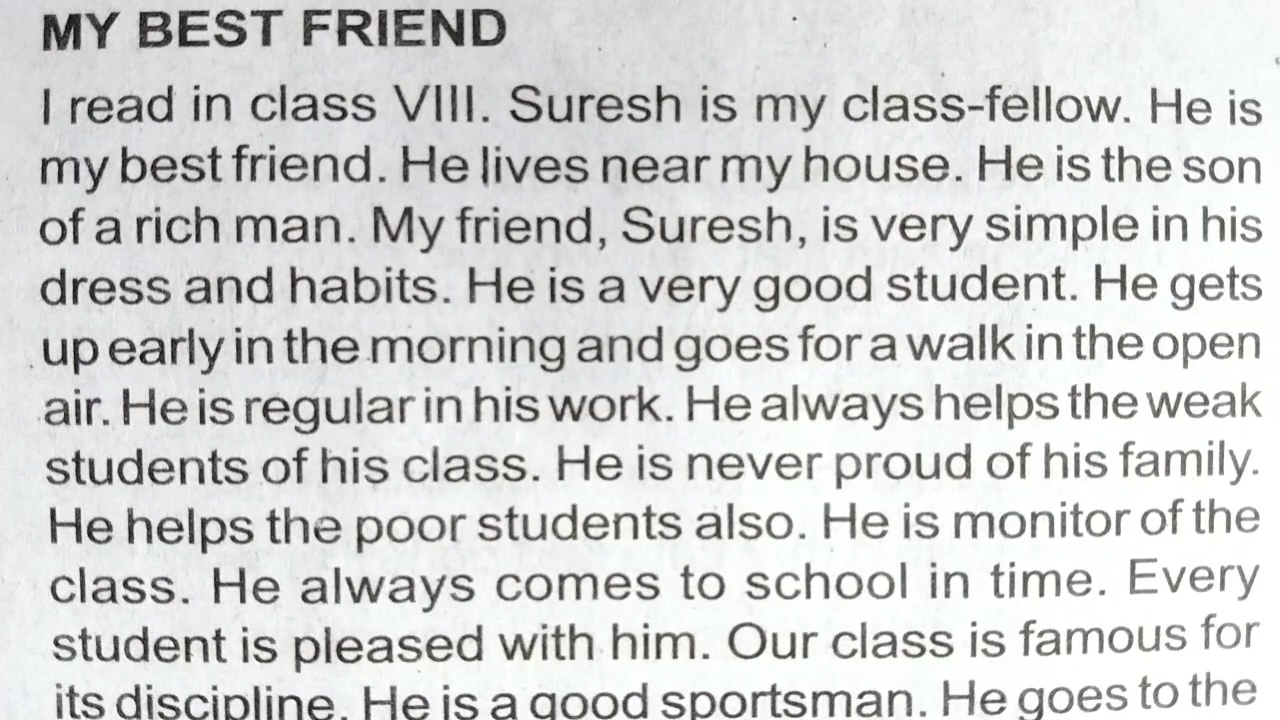 MY BEST FRIEND
I read in class VIII. Suresh is my class-fellow. He is
my best friend. He lives near my house. He is the son
of a rich man. My friend, Suresh, is very simple in his
dress and habits. He is a very good student. He gets
up early in the morning and goes for a walk in the open
air. He is regular in his work. He always helps the weak
students of his class. He is never proud of his family.
He helps the poor students also. He is monitor of the
class. He always comes to school in time. Every
student is pleased with him. Our class is famous for
its discipline. He is a good sportsman. He goes to the